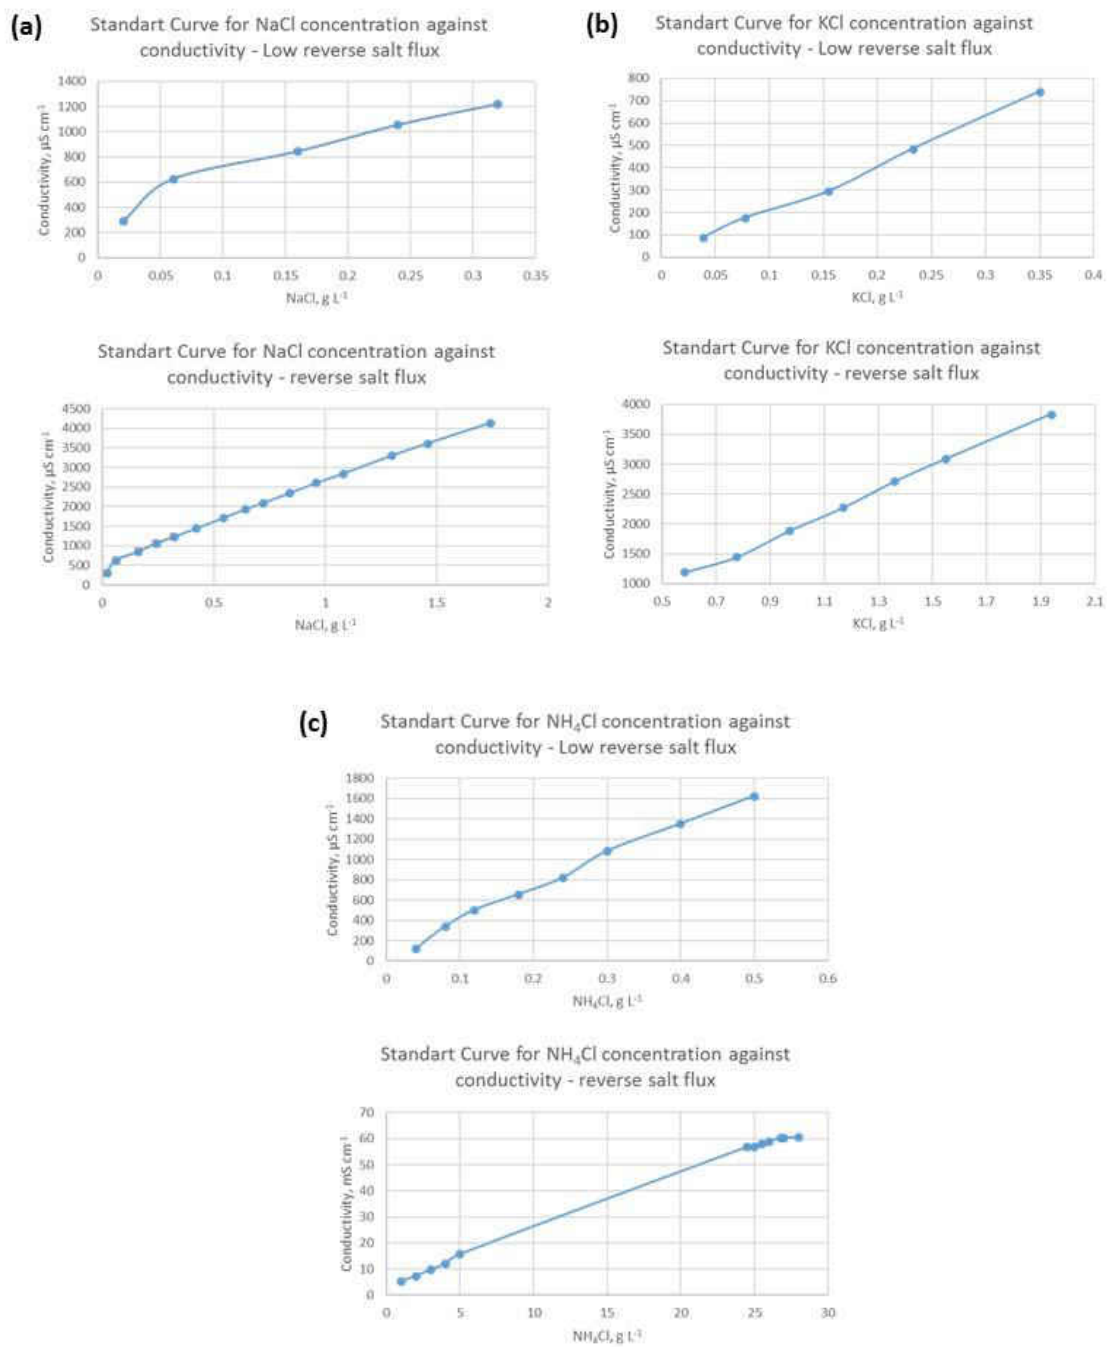 (a)
Standart Curve for NaCl concentration against
conductivity - Low reverse salt flux
1400
1200
1000
800
600
400
200
0
Conductivity, µS cm⁻¹
0 0.05 0.1 0.15 0.2 0.25 0.3 0.35
NaCl, g L⁻¹
(b)
Standart Curve for KCl concentration against
conductivity - Low reverse salt flux
800
700
600
500
400
300
200
100
0
Conductivity, µS cm⁻¹
0 0.05 0.1 0.15 0.2 0.25 0.3 0.35 0.4
KCl, g L⁻¹
Standart Curve for NaCl concentration against
conductivity - reverse salt flux
4500
4000
3500
3000
2500
2000
1500
1000
500
0
Conductivity, µS cm⁻¹
0 0.5 1 1.5 2
NaCl, g L⁻¹
Standart Curve for KCl concentration against
conductivity - reverse salt flux
4000
3500
3000
2500
2000
1500
1000
Conductivity, µS cm⁻¹
0.5 0.7 0.9 1.1 1.3 1.5 1.7 1.9 2.1
KCl, g L⁻¹
(c)
Standart Curve for NH₄Cl concentration against
conductivity - Low reverse salt flux
1800
1600
1400
1200
1000
800
600
400
200
0
Conductivity, µS cm⁻¹
0 0.1 0.2 0.3 0.4 0.5 0.6
NH₄Cl, g L⁻¹
Standart Curve for NH₄Cl concentration against
conductivity - reverse salt flux
70
60
50
40
30
20
10
0
Conductivity, mS cm⁻¹
0 5 10 15 20 25 30
NH₄Cl, g L⁻¹